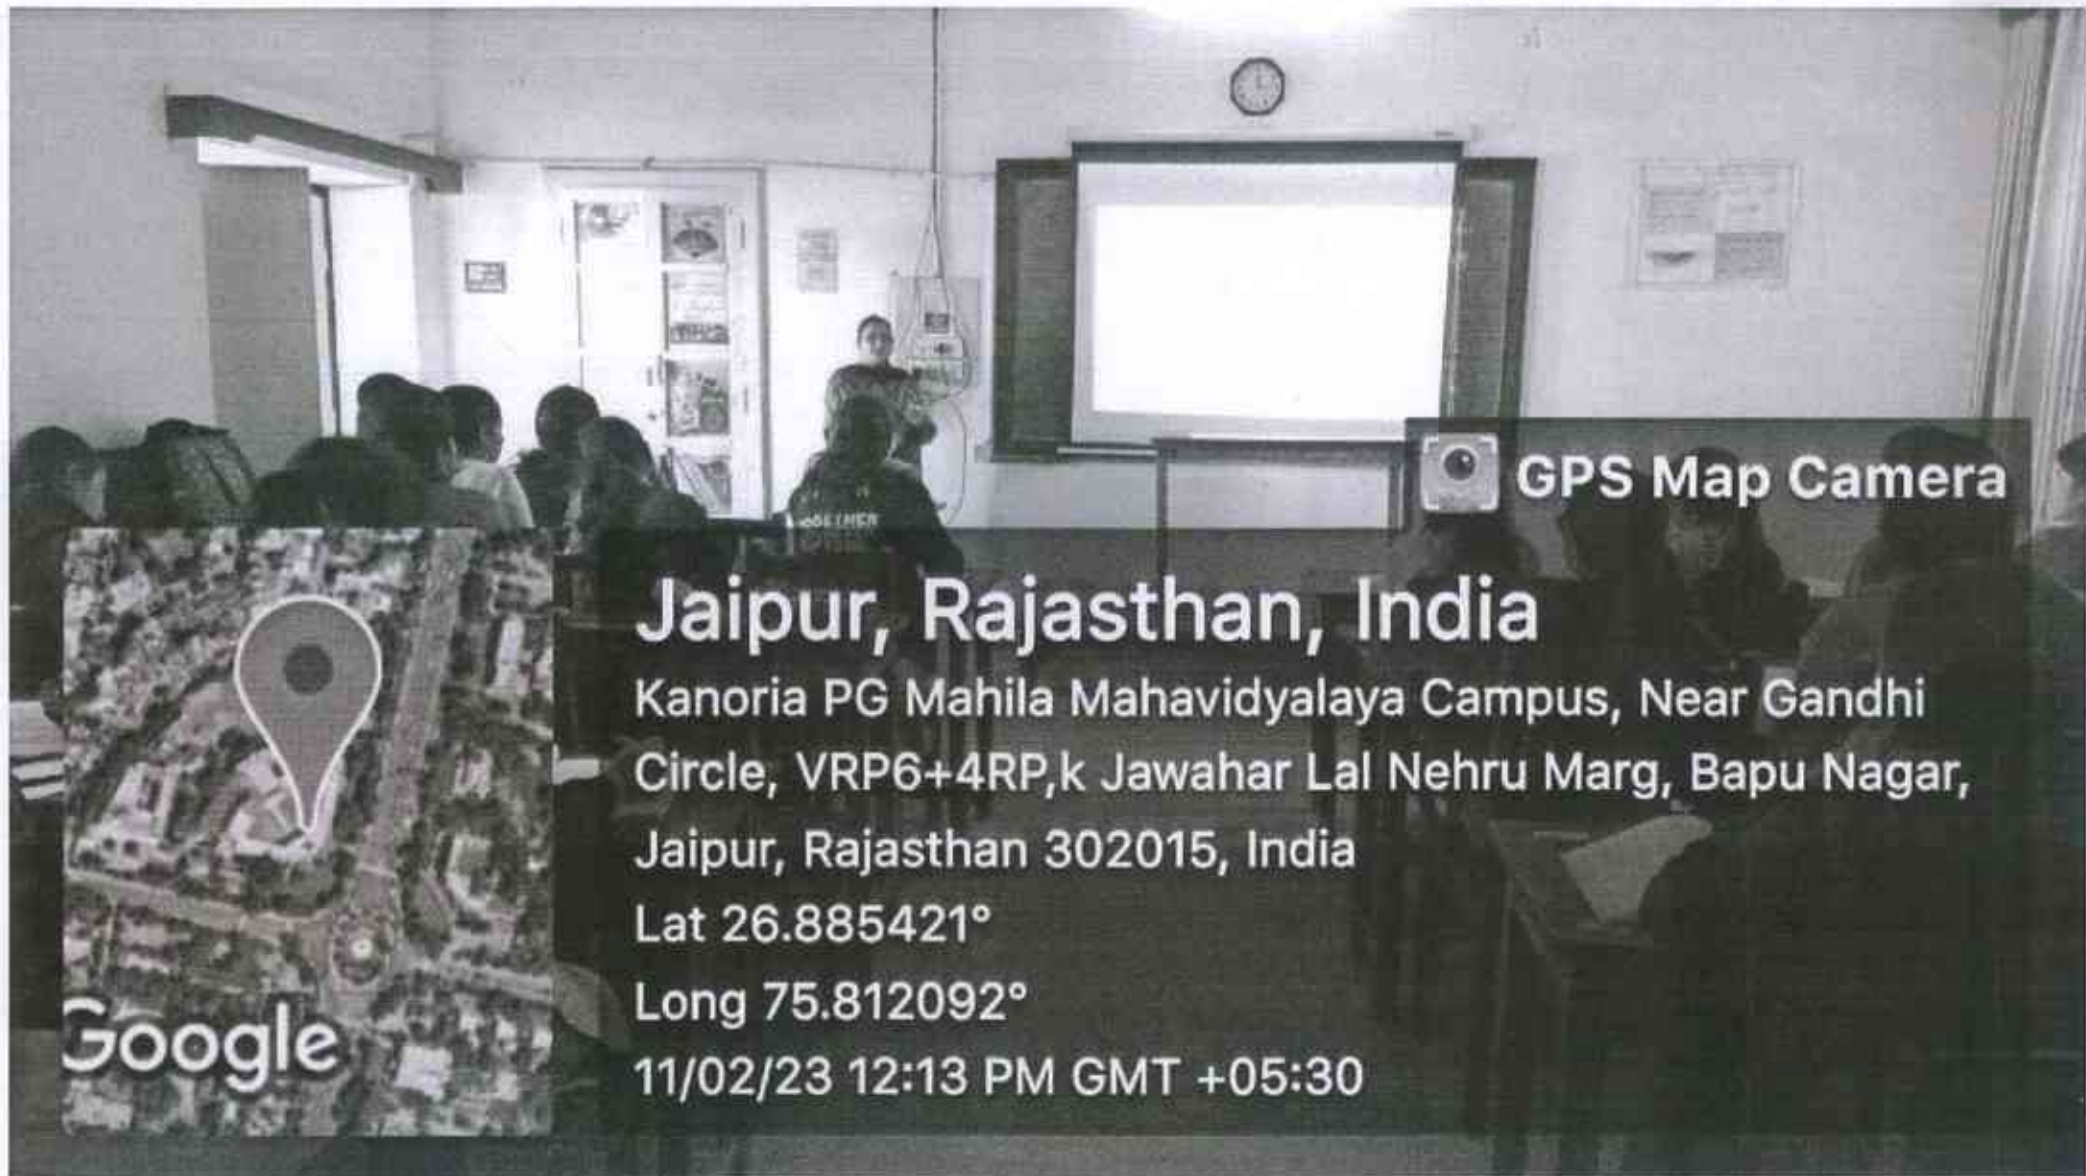 GPS Map Camera
Jaipur, Rajasthan, India
Kanoria PG Mahila Mahavidyalaya Campus, Near Gandhi
Circle, VRP6+4RP,k Jawahar Lal Nehru Marg, Bapu Nagar,
Jaipur, Rajasthan 302015, India
Lat 26.885421°
Long 75.812092°
11/02/23 12:13 PM GMT +05:30
Google